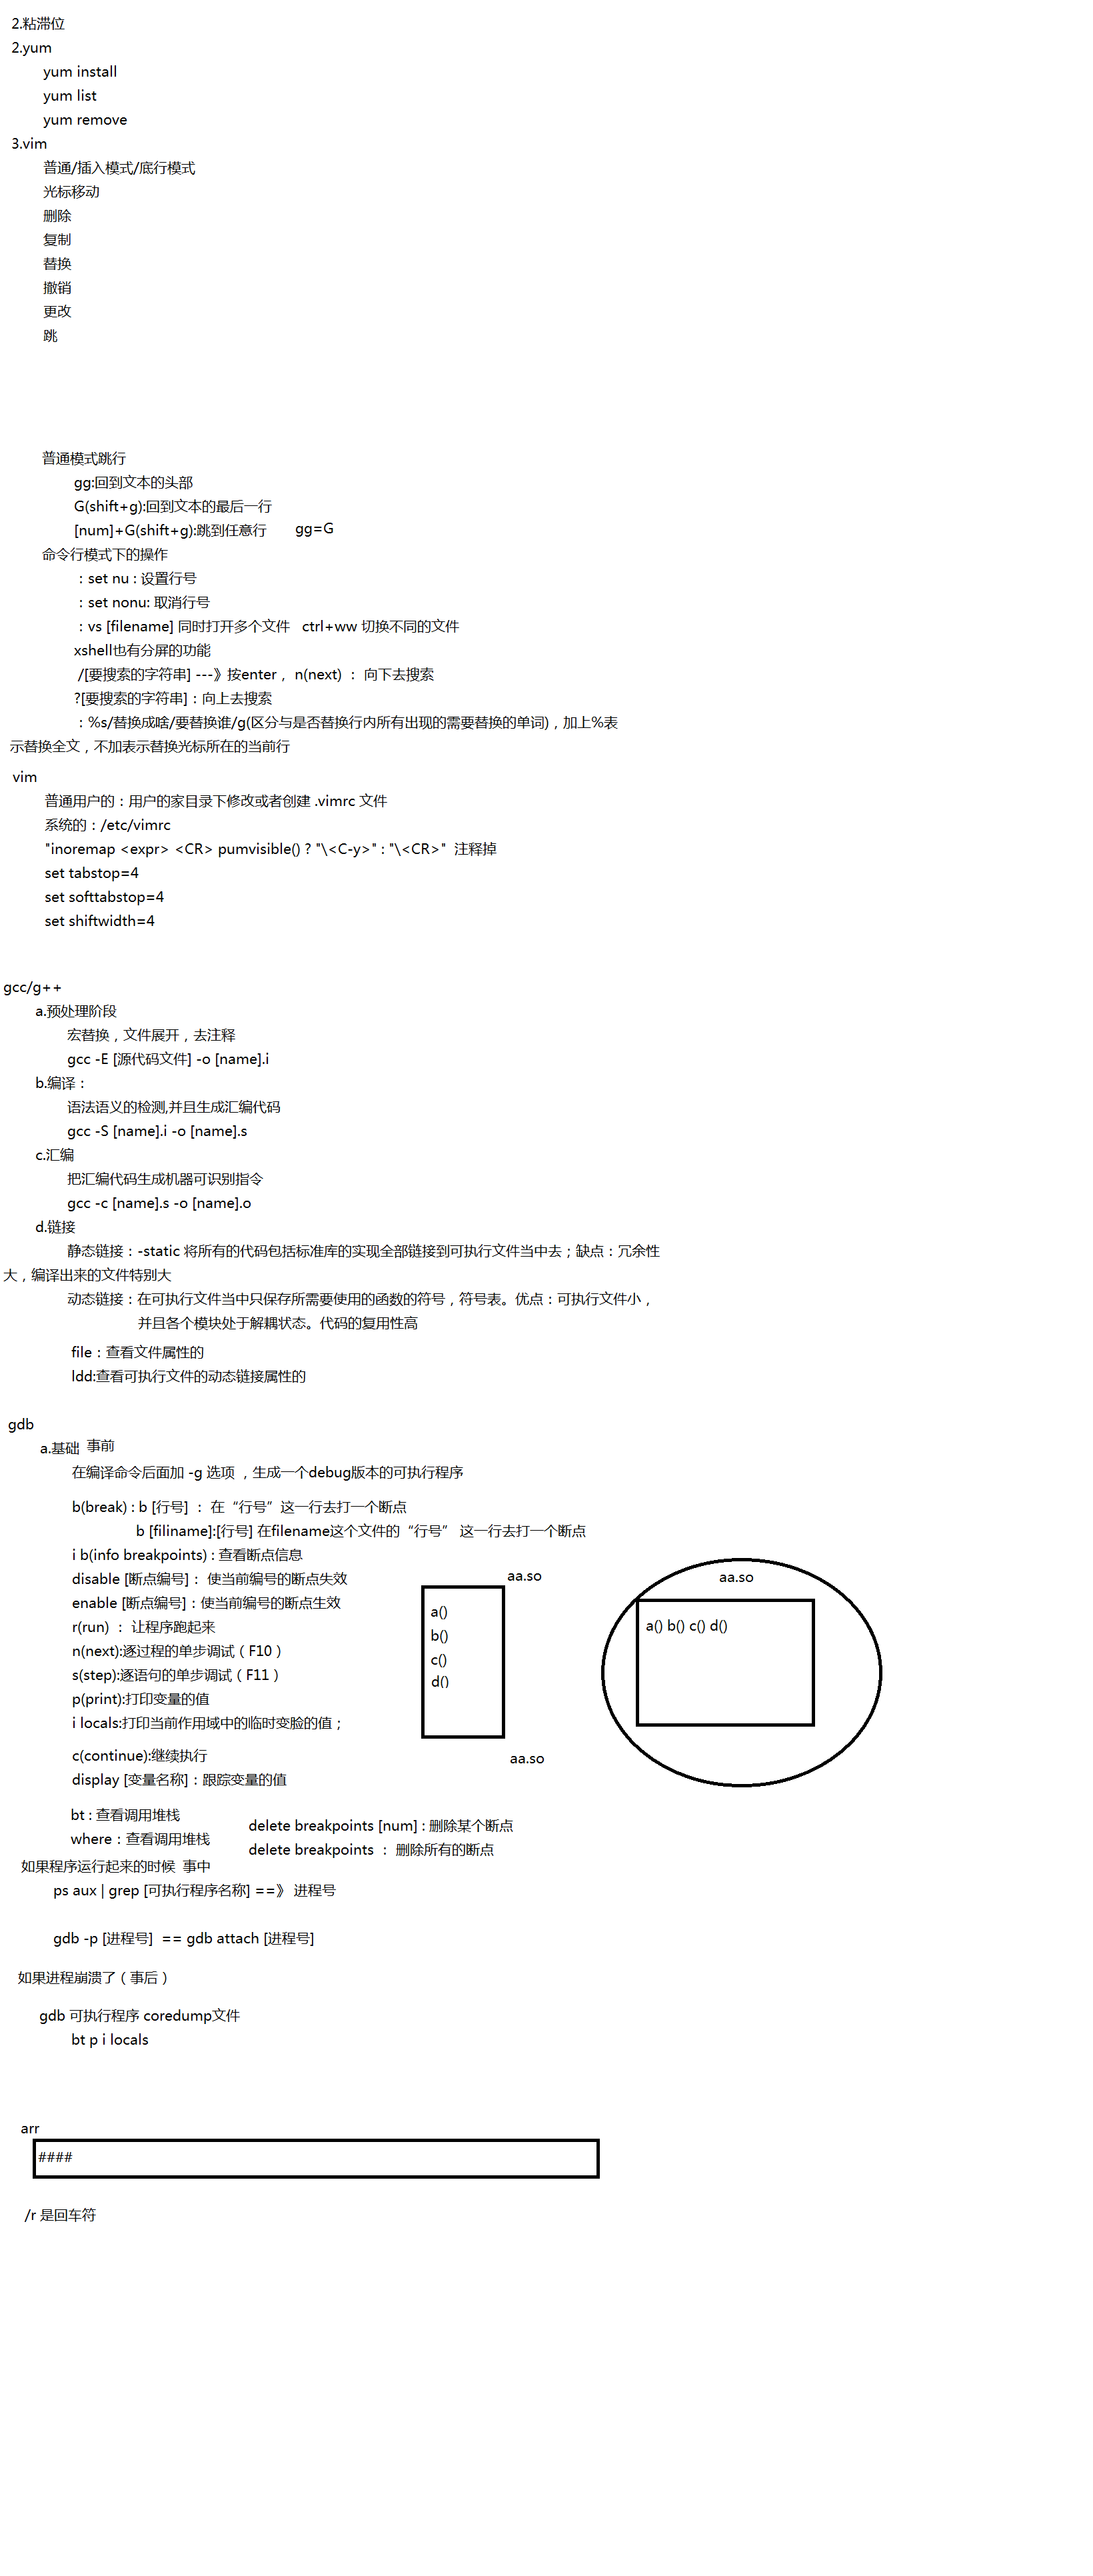 2.粘滞位
2.yum
yum install
yum list
yum remove
3.vim
普通/插入模式/底行模式
光标移动
删除
复制
替换
撤销
更改
跳
普通模式跳行
gg:回到文本的头部
G(shift+g):回到文本的最后一行
[num]+G(shift+g):跳到任意行 gg=G
命令行模式下的操作
：set nu : 设置行号
：set nonu: 取消行号
：vs [filename] 同时打开多个文件 ctrl+ww 切换不同的文件
xshell也有分屏的功能
/[要搜索的字符串] ---》按enter， n(next) ： 向下去搜索
?[要搜索的字符串]：向上去搜索
：%s/替换成啥/要替换谁/g(区分与是否替换行内所有出现的需要替换的单词)，加上%表
示替换全文，不加表示替换光标所在的当前行
vim
普通用户的：用户的家目录下修改或者创建 .vimrc 文件
系统的：/etc/vimrc
"inoremap <expr> <CR> pumvisible() ? "\<C-y>" : "\<CR>" 注释掉
set tabstop=4
set softtabstop=4
set shiftwidth=4
gcc/g++
a.预处理阶段
宏替换，文件展开，去注释
gcc -E [源代码文件] -o [name].i
b.编译：
语法语义的检测,并且生成汇编代码
gcc -S [name].i -o [name].s
c.汇编
把汇编代码生成机器可识别指令
gcc -c [name].s -o [name].o
d.链接
静态链接：-static 将所有的代码包括标准库的实现全部链接到可执行文件当中去；缺点：冗余性
大，编译出来的文件特别大
动态链接：在可执行文件当中只保存所需要使用的函数的符号，符号表。优点：可执行文件小，
并且各个模块处于解耦状态。代码的复用性高
file：查看文件属性的
ldd:查看可执行文件的动态链接属性的
gdb
a.基础 事前
在编译命令后面加 -g 选项 ，生成一个debug版本的可执行程序
b(break) : b [行号] ： 在“行号”这一行去打一个断点
b [filiname]:[行号] 在filename这个文件的“行号” 这一行去打一个断点
i b(info breakpoints) : 查看断点信息
disable [断点编号]： 使当前编号的断点失效
enable [断点编号]：使当前编号的断点生效
r(run) ： 让程序跑起来
n(next):逐过程的单步调试（F10）
s(step):逐语句的单步调试（F11）
p(print):打印变量的值
i locals:打印当前作用域中的临时变脸的值；
c(continue):继续执行
display [变量名称]：跟踪变量的值
aa.so
a()
b()
c()
d()
aa.so
aa.so
a() b() c() d()
bt : 查看调用堆栈
where：查看调用堆栈
delete breakpoints [num] : 删除某个断点
delete breakpoints ： 删除所有的断点
如果程序运行起来的时候 事中
ps aux | grep [可执行程序名称] ==》 进程号
gdb -p [进程号] == gdb attach [进程号]
如果进程崩溃了（事后）
gdb 可执行程序 coredump文件
bt p i locals
arr
####
/r 是回车符